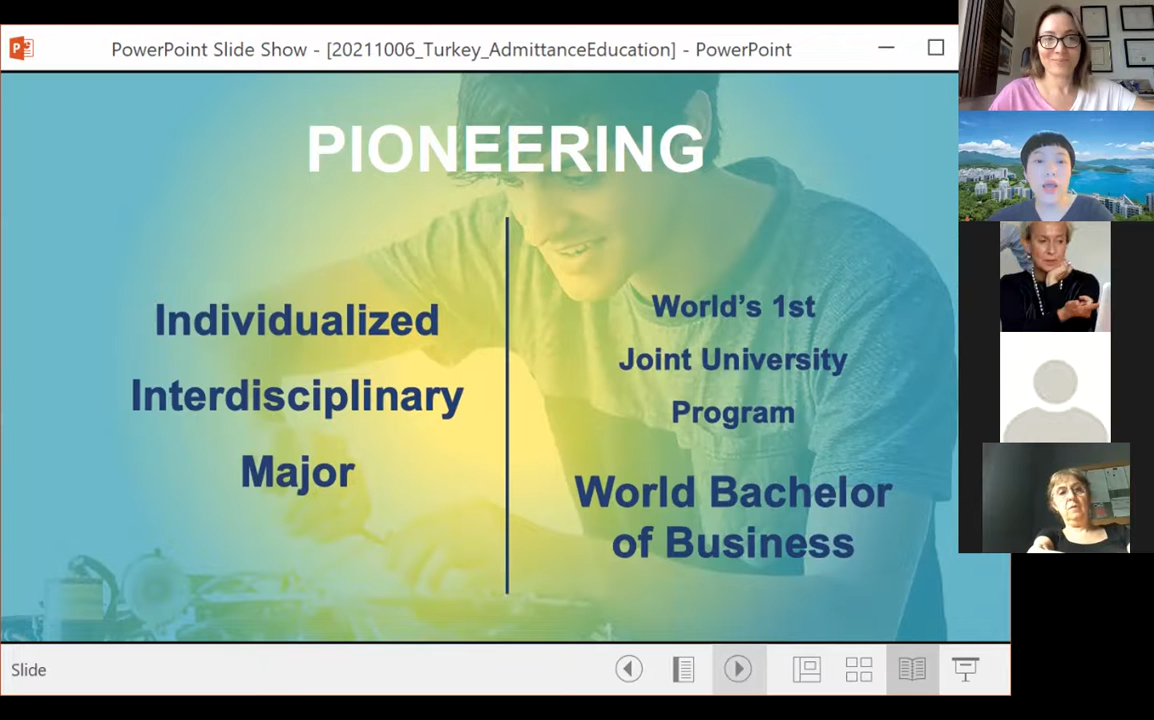 PowerPoint Slide Show - [20211006_Turkey_AdmittanceEducation] - PowerPoint
PIONEERING
Individualized
Interdisciplinary
Major
World's 1st
Joint University
Program
World Bachelor
of Business
Slide